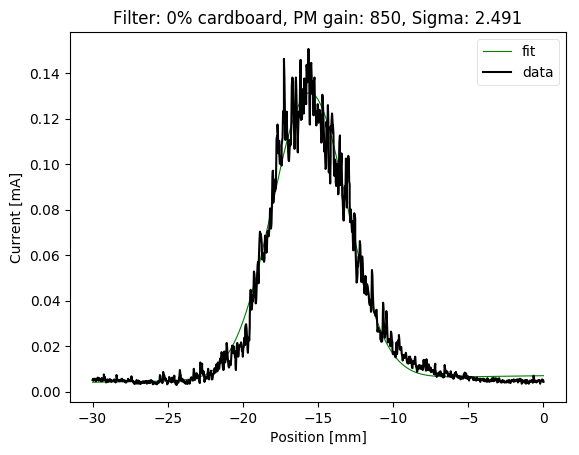 Filter: 0% cardboard, PM gain: 850, Sigma: 2.491
fit
data
0.14
0.12
0.10
0.08
0.06
0.04
0.02
0.00
Current [mA]
−30 −25 −20 −15 −10 −5 0
Position [mm]